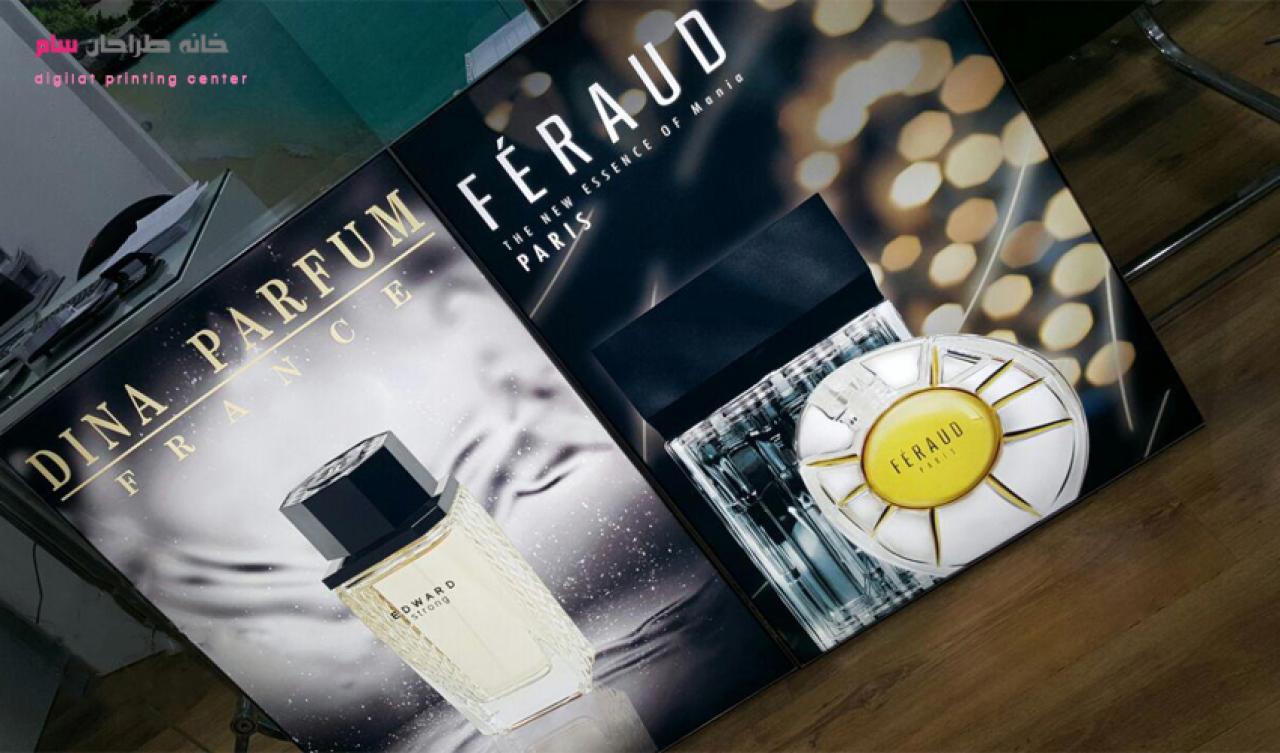 خانه طراحان سام
digilat printing center
DINA PARFUM
FRANCE
EDWARD
strong
FÉRAUD
THE NEW ESSENCE OF Mania
PARIS
FÉRAUD
PARIS